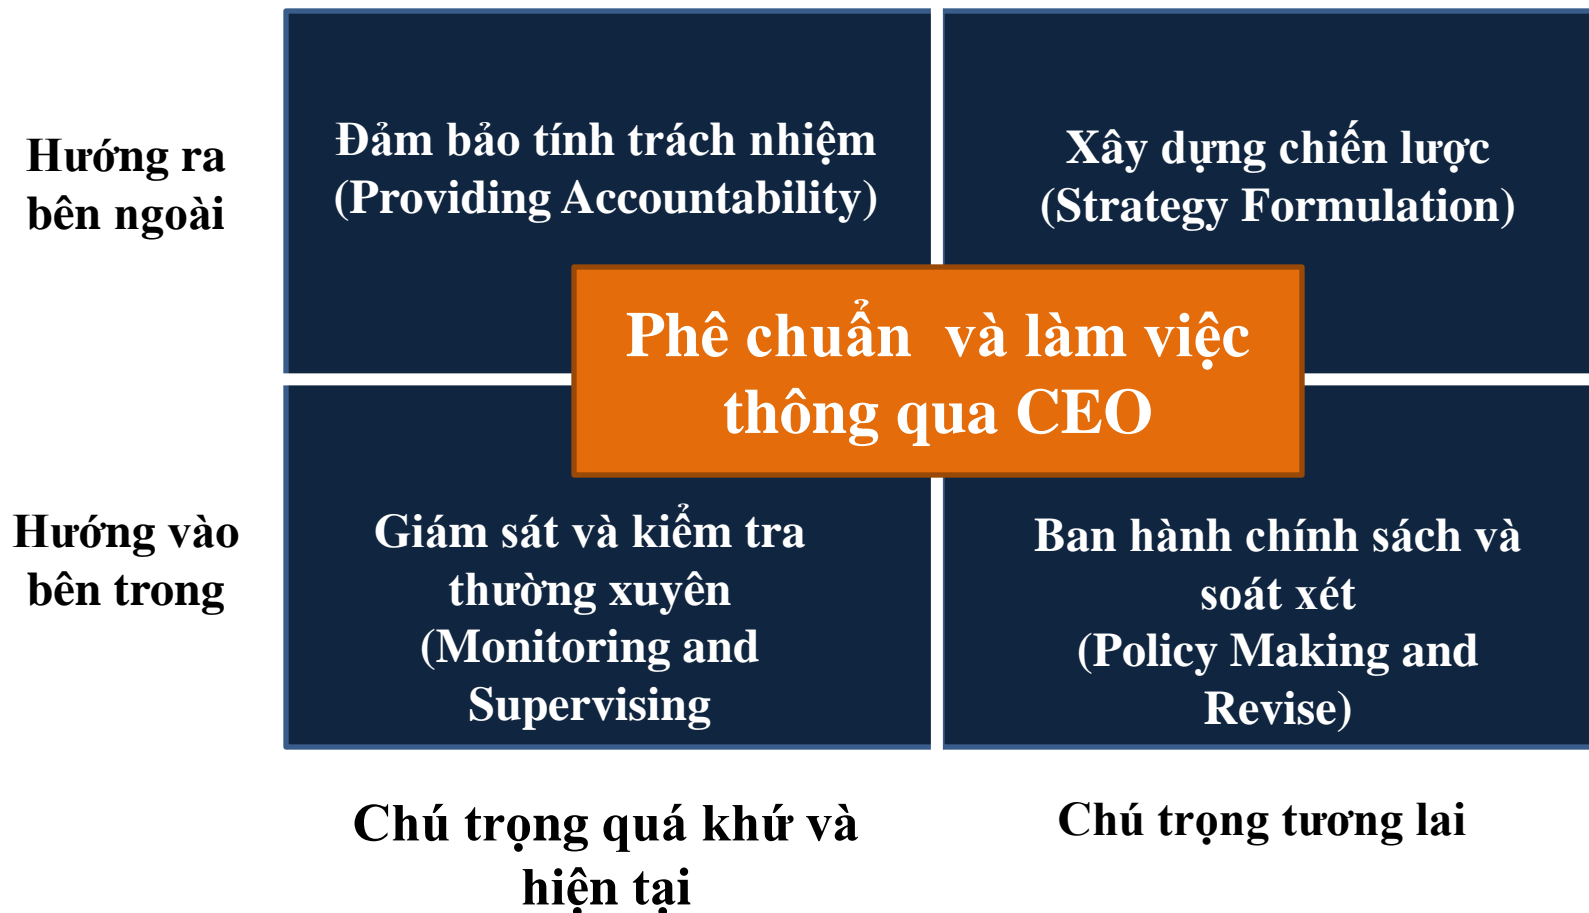 Hướng ra
bên ngoài
Đảm bảo tính trách nhiệm
(Providing Accountability)
Xây dựng chiến lược
(Strategy Formulation)
Phê chuẩn và làm việc
thông qua CEO
Hướng vào
bên trong
Giám sát và kiểm tra
thường xuyên
(Monitoring and
Supervising
Ban hành chính sách và
soát xét
(Policy Making and
Revise)
Chú trọng quá khứ và
hiện tại
Chú trọng tương lai